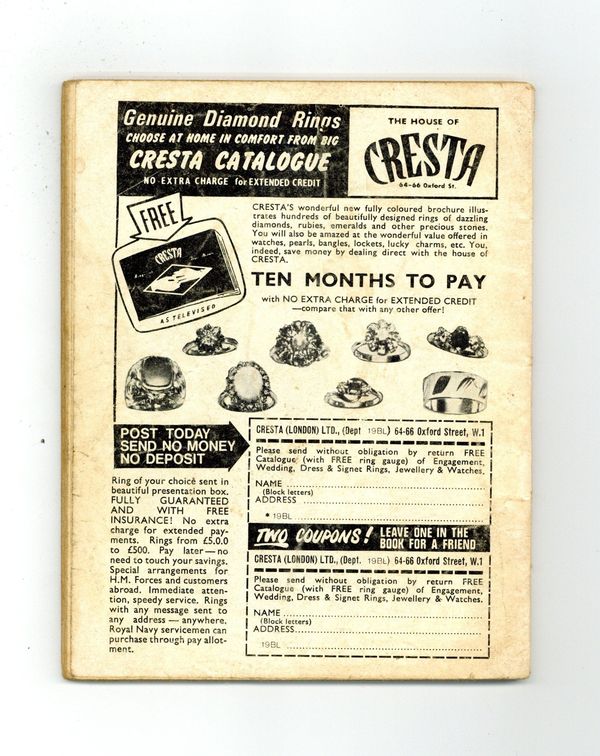 Genuine Diamond Rings
CHOOSE AT HOME IN COMFORT FROM BIG
CRESTA CATALOGUE
NO EXTRA CHARGE for EXTENDED CREDIT
THE HOUSE OF
CRESTA
64-66 Oxford St.
FREE
CRESTA
AS TELEVISED
CRESTA'S wonderful new fully coloured brochure illus-
trates hundreds of beautifully designed rings of dazzling
diamonds, rubies, emeralds and other precious stones.
You will also be amazed at the wonderful value offered in
watches, pearls, bangles, lockets, lucky charms, etc. You,
indeed, save money by dealing direct with the house of
CRESTA.
TEN MONTHS TO PAY
with NO EXTRA CHARGE for EXTENDED CREDIT
—compare that with any other offer!
POST TODAY
SEND NO MONEY
NO DEPOSIT
Ring of your choice sent in
beautiful presentation box.
FULLY GUARANTEED
AND WITH FREE
INSURANCE! No extra
charge for extended pay-
ments. Rings from £5.0.0
to £500. Pay later—no
need to touch your savings.
Special arrangements for
H.M. Forces and customers
abroad. Immediate atten-
tion, speedy service. Rings
with any message sent to
any address — anywhere.
Royal Navy servicemen can
purchase through pay allot-
ment.
CRESTA (LONDON) LTD., (Dept 19BL) 64-66 Oxford Street, W.1
Please send without obligation by return FREE
Catalogue (with FREE ring gauge) of Engagement,
Wedding, Dress & Signet Rings, Jewellery & Watches.
NAME
(Block letters)
ADDRESS
• 19BL
TWO COUPONS! LEAVE ONE IN THE
BOOK FOR A FRIEND
CRESTA (LONDON) LTD., (Dept. 19BL) 64-66 Oxford Street, W.1
Please send without obligation by return FREE
Catalogue (with FREE ring gauge) of Engagement,
Wedding, Dress & Signet Rings, Jewellery & Watches.
NAME
(Block letters)
ADDRESS
19BL